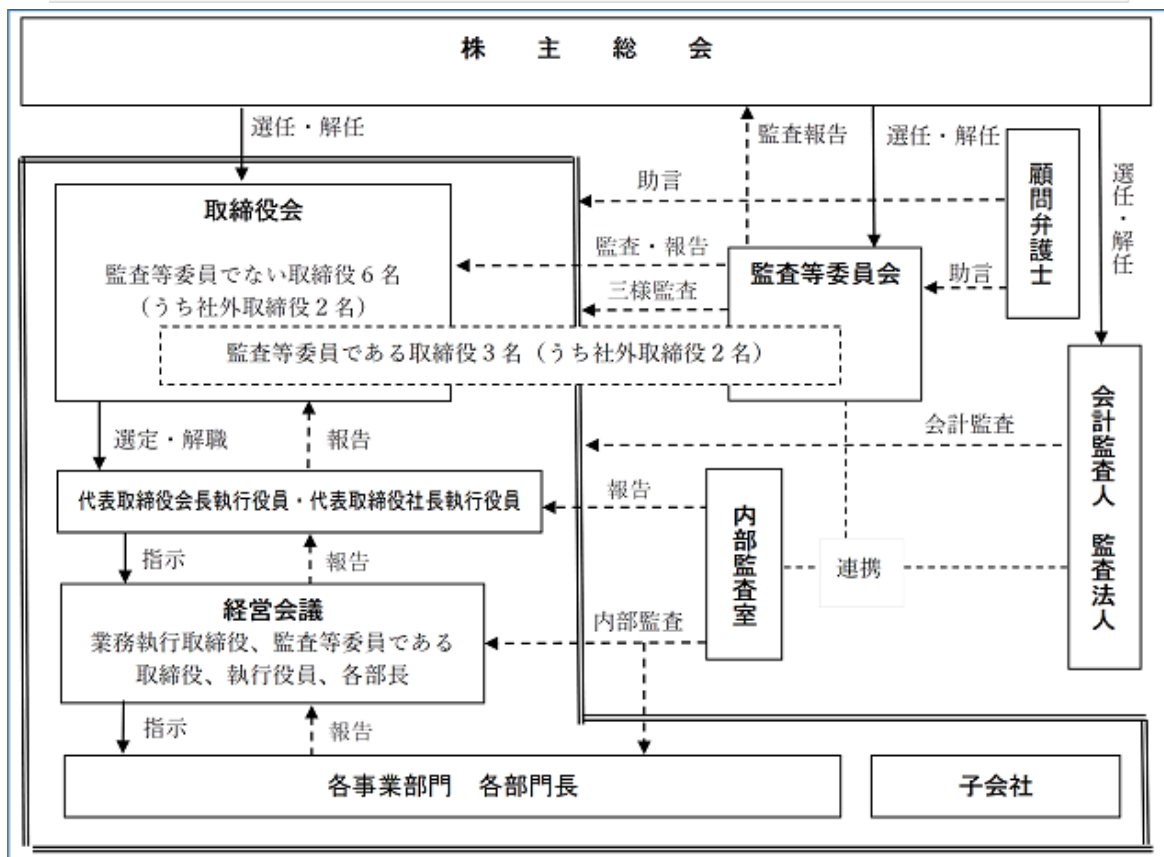 株　主　総　会
選任・解任
監査報告
選任・解任
選任・解任
顧問弁護士
助言
取締役会
監査等委員でない取締役６名
（うち社外取締役２名）
監査・報告
三様監査
監査等委員会
助言
監査等委員である取締役３名（うち社外取締役２名）
選定・解職
報告
会計監査
会計監査人　監査法人
代表取締役会長執行役員・代表取締役社長執行役員
報告
内部監査室
連携
指示
報告
経営会議
業務執行取締役、監査等委員である
取締役、執行役員、各部長
内部監査
指示
報告
各事業部門　各部門長
子会社